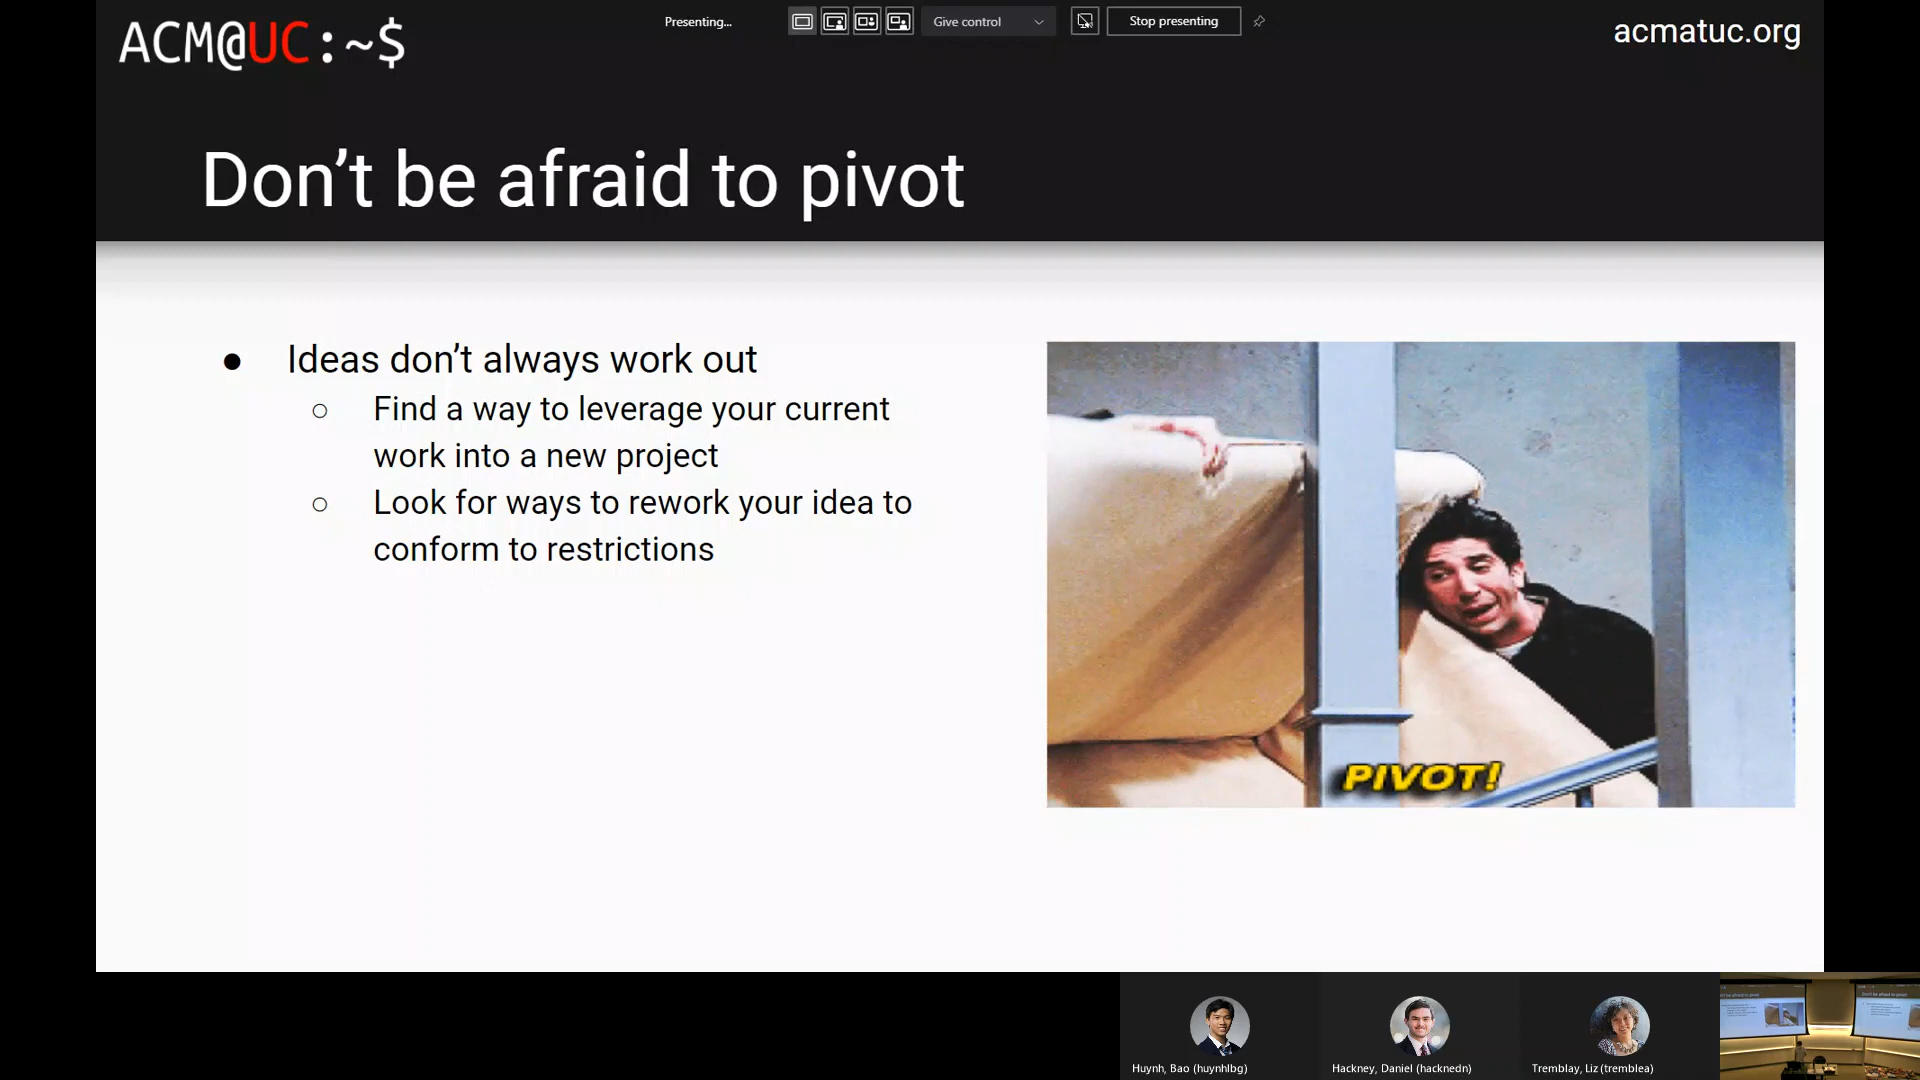 ACM@UC:~$
Presenting...
Give control
Stop presenting
acmatuc.org
Don't be afraid to pivot
● Ideas don't always work out
○ Find a way to leverage your current
work into a new project
○ Look for ways to rework your idea to
conform to restrictions
PIVOT!
Huynh, Bao (huynhlbg)
Hackney, Daniel (hacknedn)
Tremblay, Liz (tremblea)